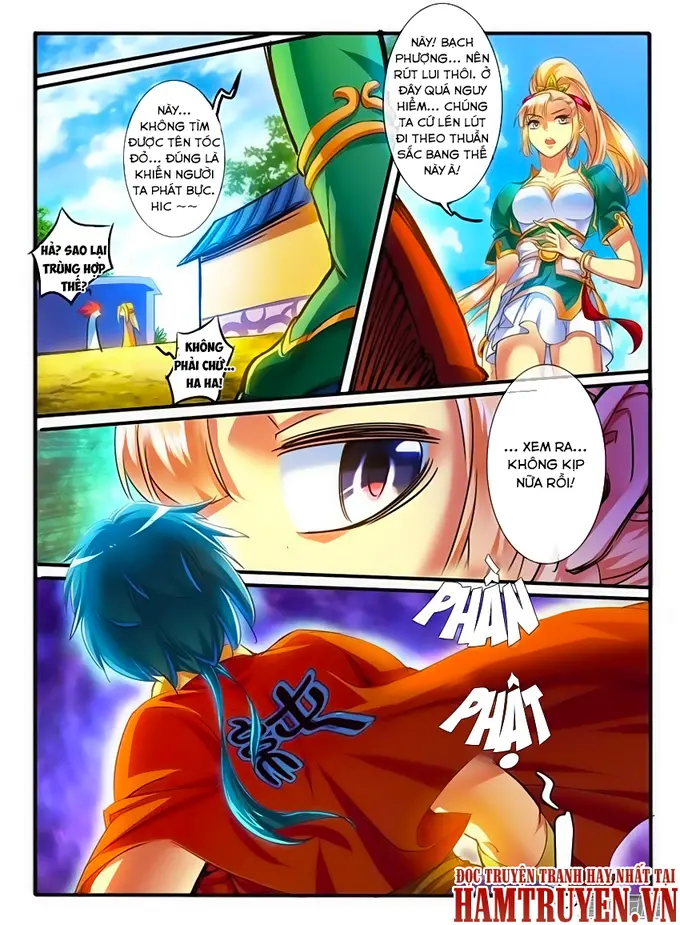 NÀY! BẠCH
PHƯỢNG... NÊN
RÚT LUI THÔI. Ở
ĐÂY QUÁ NGUY
HIỂM... CHÚNG
TA CỨ LÉN LÚT
ĐI THEO THUẦN
SẮC BANG THẾ
NÀY À!
NÀY...
KHÔNG TÌM
ĐƯỢC TÊN TÓC
ĐỎ... ĐÚNG LÀ
KHIẾN NGƯỜI
TA PHÁT BỰC.
HIC ~~
HẢ? SAO LẠI
TRÙNG HỢP
THẾ?
KHÔNG
PHẢI CHỨ...
HA HA!
... XEM RA...
KHÔNG KỊP
NỮA RỒI!
PHẦN
PHẬT
ĐỌC TRUYỆN TRANH HAY NHẤT TẠI
HAMTRUYEN.VN